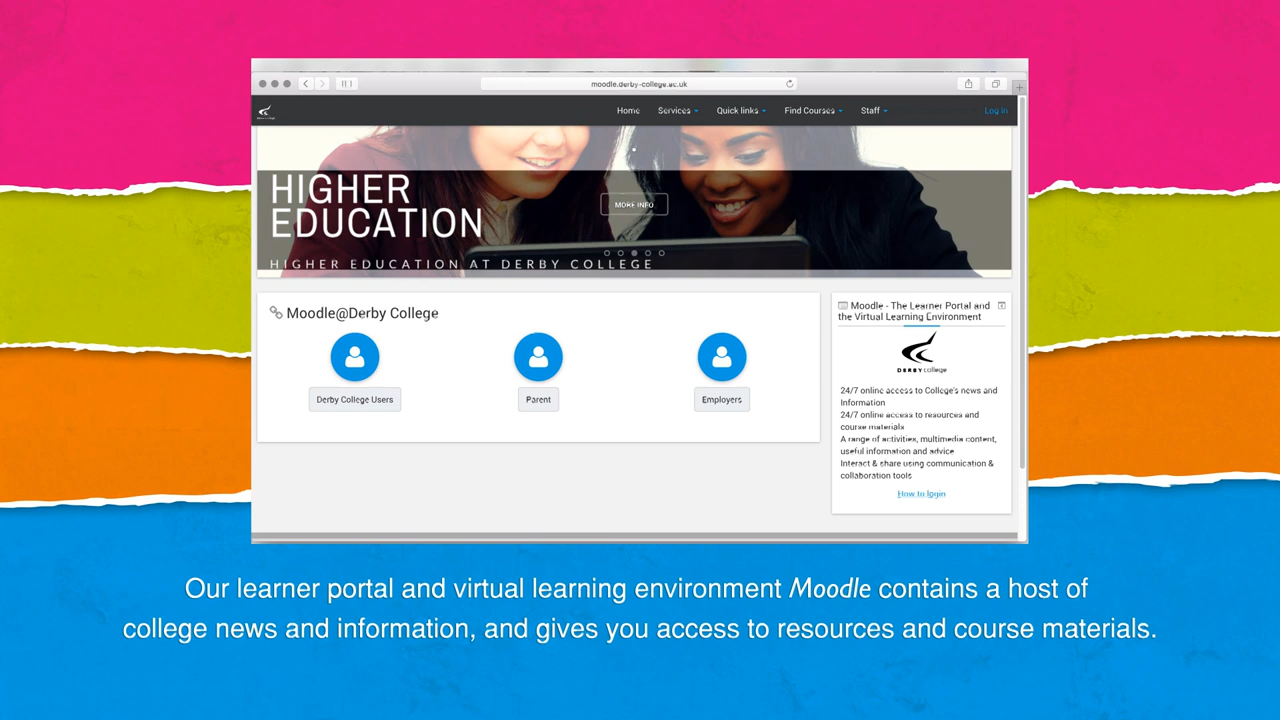 moodle.derby-college.ac.uk
Home Services Quick links Find Courses Staff Log in
HIGHER
EDUCATION
MORE INFO
HIGHER EDUCATION AT DERBY COLLEGE
Moodle@Derby College
Derby College Users
Parent
Employers
Moodle - The Learner Portal and
the Virtual Learning Environment
DERBY college
24/7 online access to College's news and
Information
24/7 online access to resources and
course materials
A range of activities, multimedia content,
useful information and advice
Interact & share using communication &
collaboration tools
How to login
Our learner portal and virtual learning environment Moodle contains a host of
college news and information, and gives you access to resources and course materials.